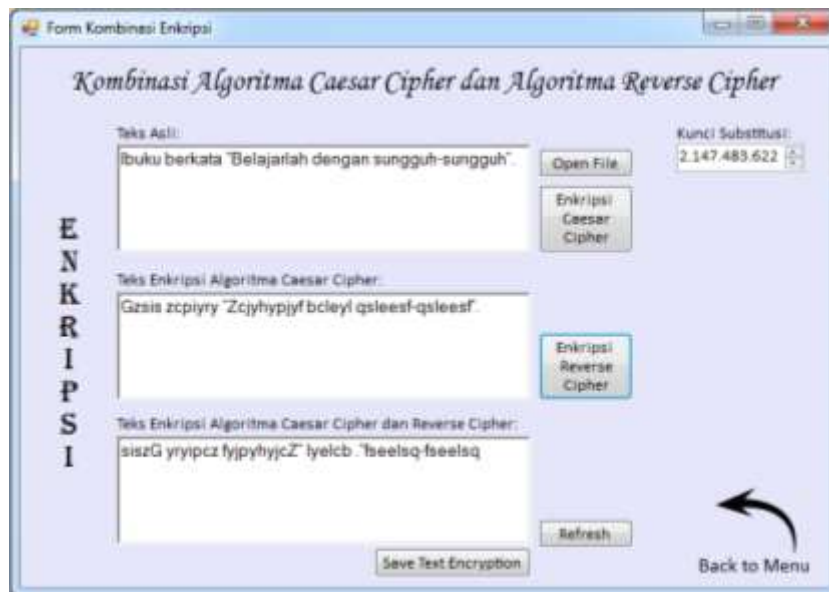 Form Kombinasi Enkripsi
Kombinasi Algoritma Caesar Cipher dan Algoritma Reverse Cipher
Teks Asli:
Ibuku berkata "Belajarlah dengan sungguh-sungguh".
Open File
Kunci Substitusi:
2.147.483.622
Enkripsi
Caesar
Cipher
ENKRIPSI
Teks Enkripsi Algoritma Caesar Cipher:
Gzsis zcpiyry "Zcjyhypjyf bcleyl qsleesf-qsleesf".
Enkripsi
Reverse
Cipher
Teks Enkripsi Algoritma Caesar Cipher dan Reverse Cipher:
siszG yryipcz fyjpyhyjcZ" lyelcb ."fseelsq-fseelsq
Refresh
Save Text Encryption
Back to Menu